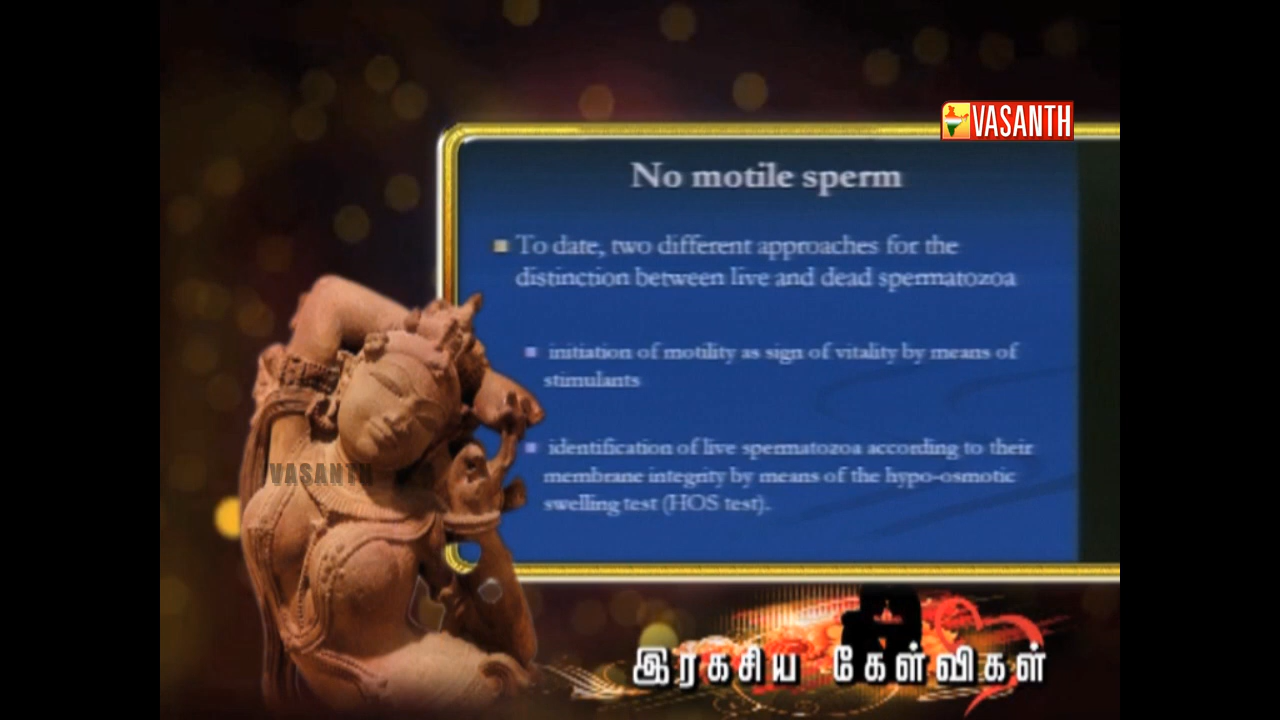 VASANTH
No motile sperm
To date, two different approaches for the
distinction between live and dead spermatozoa
initiation of motility as sign of vitality by means of
stimulants
identification of live spermatozoa according to their
membrane integrity by means of the hypo-osmotic
swelling test (HOS test).
VASANTH
இரகசிய கேள்விகள்